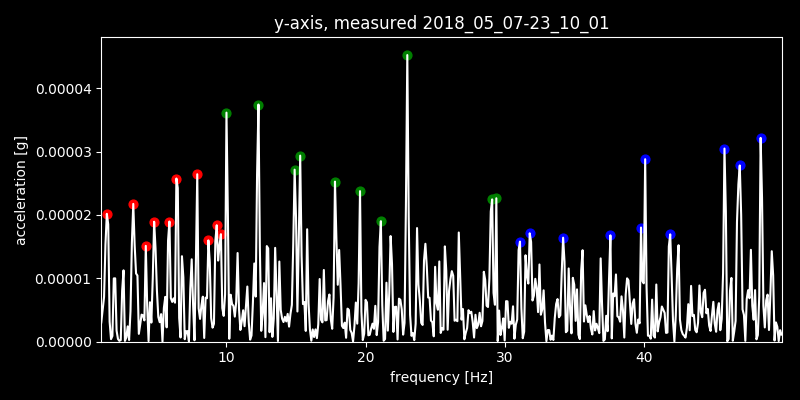 y-axis, measured 2018_05_07-23_10_01
acceleration [g]
0.00004
0.00003
0.00002
0.00001
0.00000
10 20 30 40
frequency [Hz]